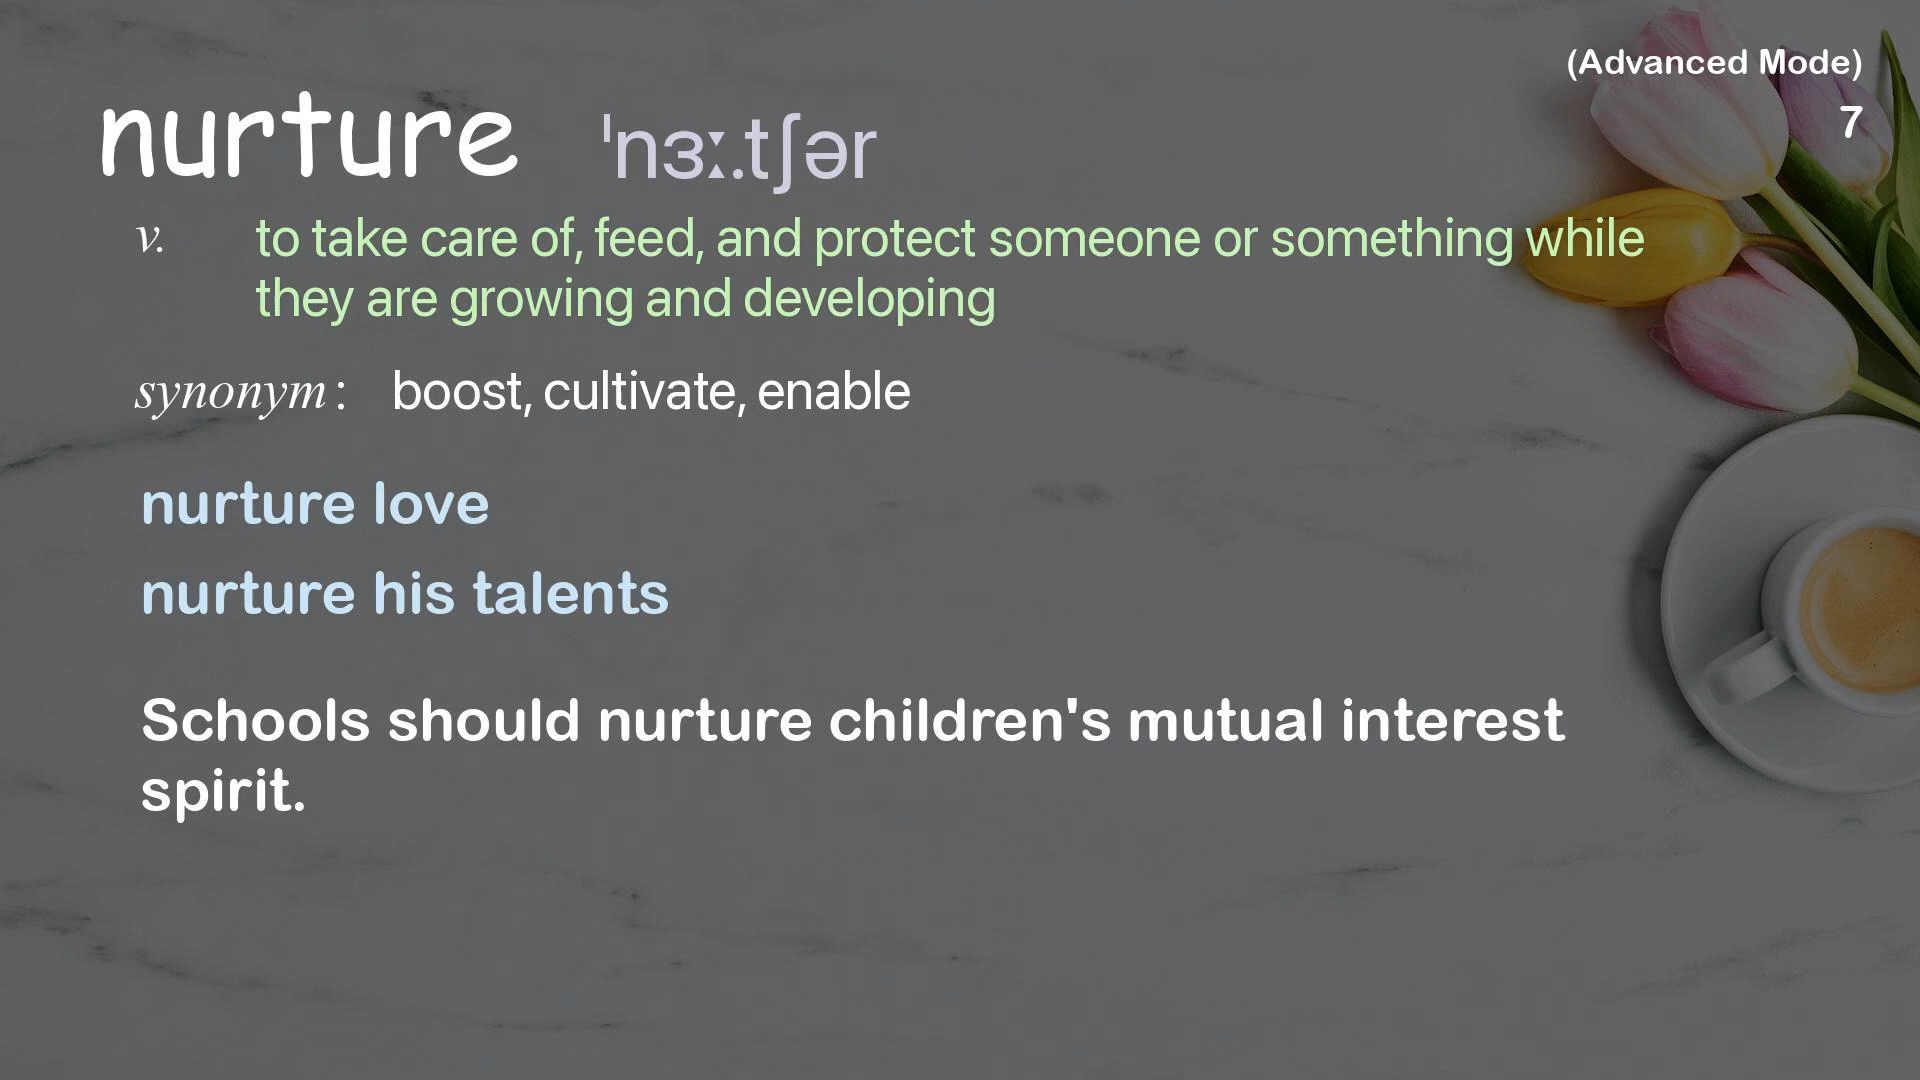 (Advanced Mode)
7
nurture ˈnɜː.tʃər
v. to take care of, feed, and protect someone or something while
they are growing and developing
synonym: boost, cultivate, enable
nurture love
nurture his talents
Schools should nurture children's mutual interest
spirit.